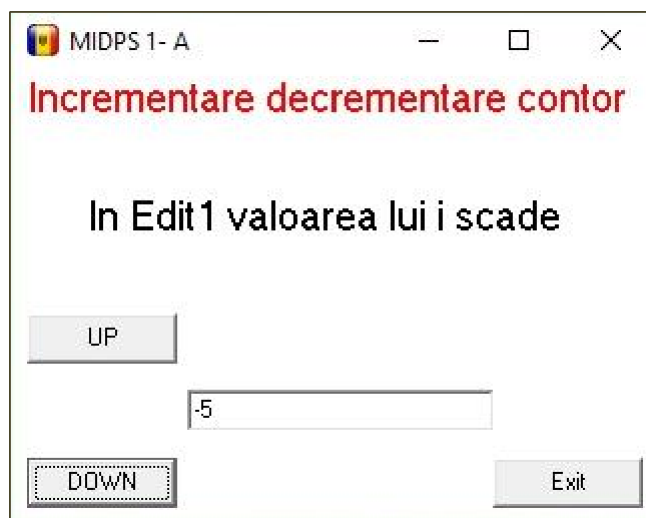 MIDPS 1- A
Incrementare decrementare contor
In Edit1 valoarea lui i scade
UP
-5
DOWN
Exit